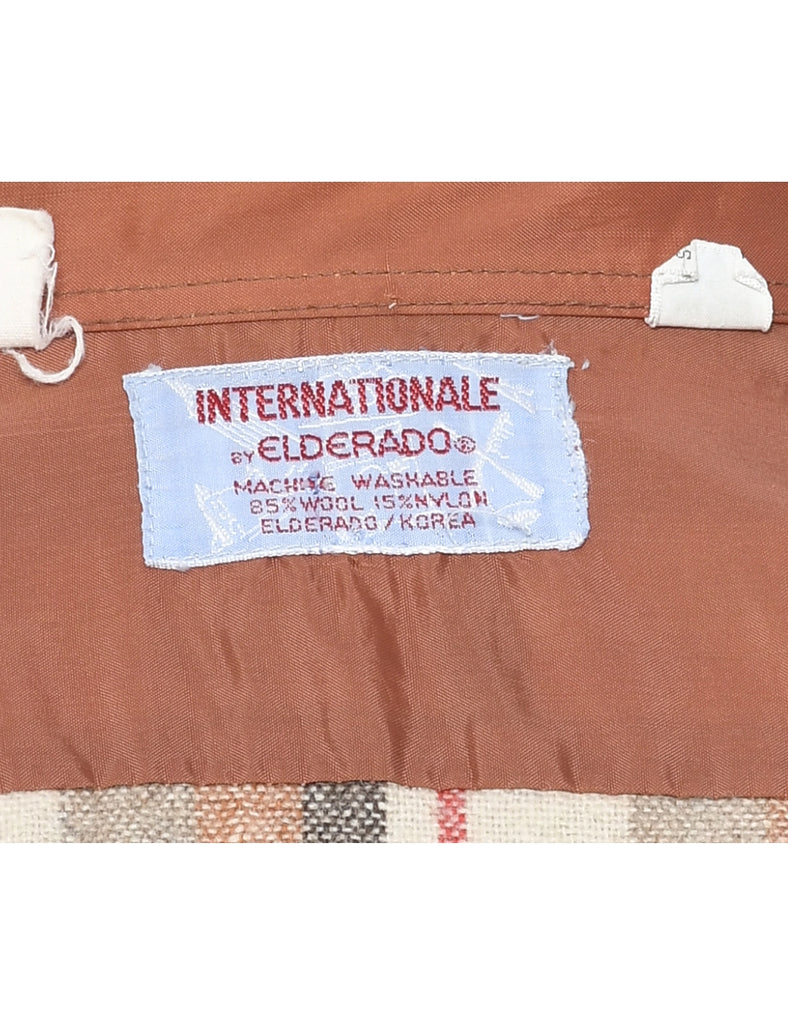 S
INTERNATIONALE
BY ELDERADO®
MACHINE WASHABLE
85% WOOL 15% NYLON
ELDERADO / KOREA